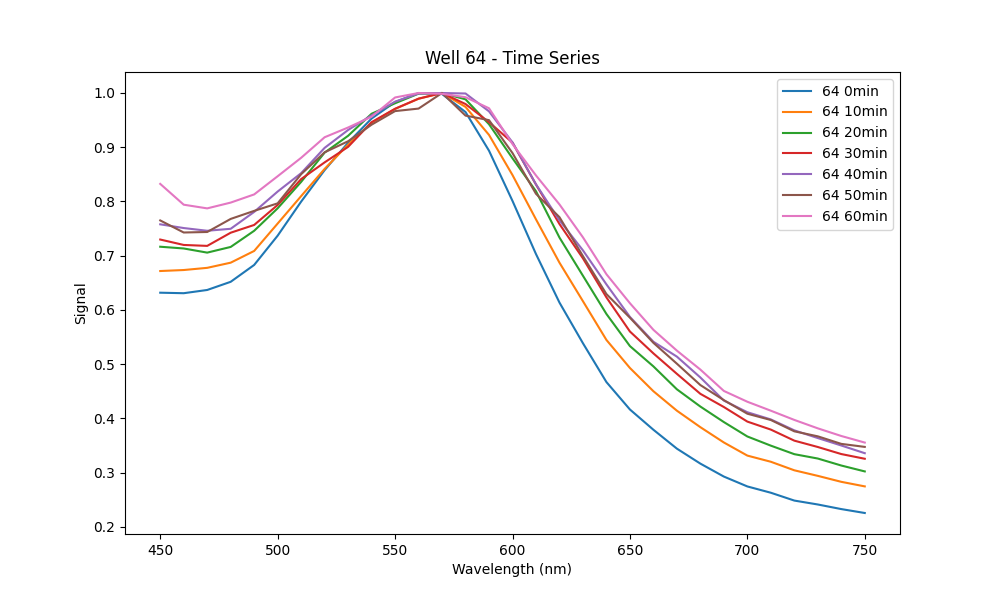 Well 64 - Time Series
1.0
0.9
0.8
0.7
0.6
0.5
0.4
0.3
0.2
Signal
64 0min
64 10min
64 20min
64 30min
64 40min
64 50min
64 60min
450 500 550 600 650 700 750
Wavelength (nm)